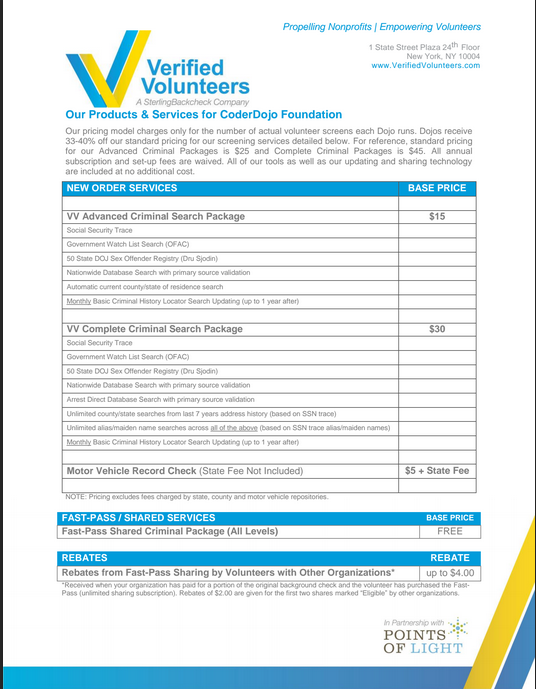 Propelling Nonprofits | Empowering Volunteers
1 State Street Plaza 24th Floor
New York, NY 10004
www.VerifiedVolunteers.com
Verified
Volunteers
A SterlingBackcheck Company
Our Products & Services for CoderDojo Foundation
Our pricing model charges only for the number of actual volunteer screens each Dojo runs. Dojos receive
33-40% off our standard pricing for our screening services detailed below. For reference, standard pricing
for our Advanced Criminal Packages is $25 and Complete Criminal Packages is $45. All annual
subscription and set-up fees are waived. All of our tools as well as our updating and sharing technology
are included at no additional cost.
NEW ORDER SERVICES BASE PRICE
VV Advanced Criminal Search Package $15
Social Security Trace
Government Watch List Search (OFAC)
50 State DOJ Sex Offender Registry (Dru Sjodin)
Nationwide Database Search with primary source validation
Automatic current county/state of residence search
Monthly Basic Criminal History Locator Search Updating (up to 1 year after)
VV Complete Criminal Search Package $30
Social Security Trace
Government Watch List Search (OFAC)
50 State DOJ Sex Offender Registry (Dru Sjodin)
Nationwide Database Search with primary source validation
Arrest Direct Database Search with primary source validation
Unlimited county/state searches from last 7 years address history (based on SSN trace)
Unlimited alias/maiden name searches across all of the above (based on SSN trace alias/maiden names)
Monthly Basic Criminal History Locator Search Updating (up to 1 year after)
Motor Vehicle Record Check (State Fee Not Included) $5 + State Fee
NOTE: Pricing excludes fees charged by state, county and motor vehicle repositories.
FAST-PASS / SHARED SERVICES BASE PRICE
Fast-Pass Shared Criminal Package (All Levels) FREE
REBATES REBATE
Rebates from Fast-Pass Sharing by Volunteers with Other Organizations* up to $4.00
*Received when your organization has paid for a portion of the original background check and the volunteer has purchased the Fast-
Pass (unlimited sharing subscription). Rebates of $2.00 are given for the first two shares marked "Eligible" by other organizations.
In Partnership with
POINTS
OF LIGHT